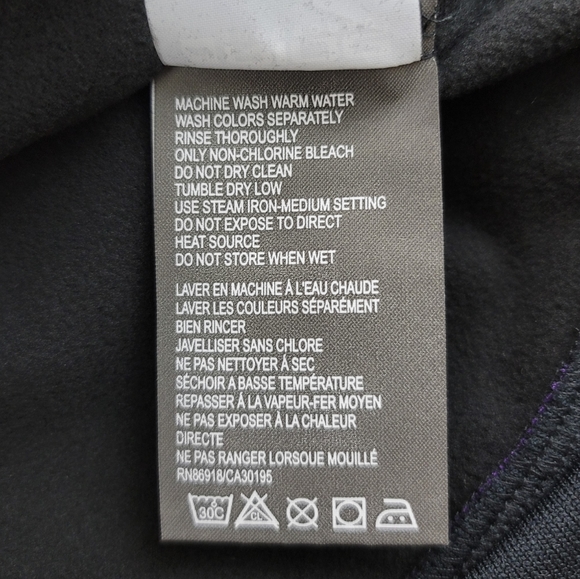 MACHINE WASH WARM WATER
WASH COLORS SEPARATELY
RINSE THOROUGHLY
ONLY NON-CHLORINE BLEACH
DO NOT DRY CLEAN
TUMBLE DRY LOW
USE STEAM IRON-MEDIUM SETTING
DO NOT EXPOSE TO DIRECT
HEAT SOURCE
DO NOT STORE WHEN WET
LAVER EN MACHINE À L'EAU CHAUDE
LAVER LES COULEURS SÉPARÉMENT
BIEN RINCER
JAVELLISER SANS CHLORE
NE PAS NETTOYER À SEC
SÉCHOIR A BASSE TEMPÉRATURE
REPASSER À LA VAPEUR-FER MOYEN
NE PAS EXPOSER À LA CHALEUR
DIRECTE
NE PAS RANGER LORSOUE MOUILLÉ
RN86918/CA30195
30C CL